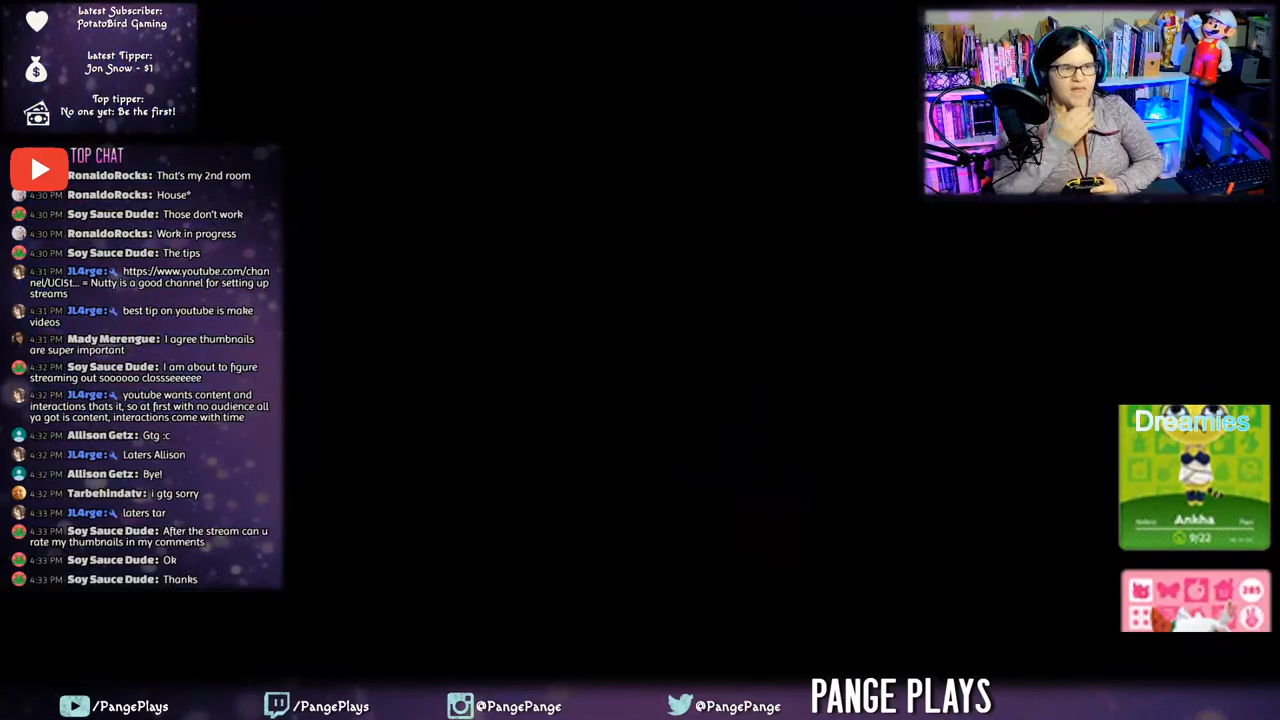 Latest Subscriber:
PotatoBird Gaming
Latest Tipper:
Jon Snow - $1
Top tipper:
No one yet: Be the first!
TOP CHAT
RonaldoRocks: That's my 2nd room
4:30 PM RonaldoRocks: House*
4:30 PM Soy Sauce Dude: Those don't work
4:30 PM RonaldoRocks: Work in progress
4:30 PM Soy Sauce Dude: The tips
4:31 PM JL4rge: https://www.youtube.com/chan
nel/UCI5t... = Nutty is a good channel for setting up
streams
4:31 PM JL4rge: best tip on youtube is make
videos
4:31 PM Mady Merengue: I agree thumbnails
are super important
4:32 PM Soy Sauce Dude: I am about to figure
streaming out soooooo clossseeeeee
4:32 PM JL4rge: youtube wants content and
interactions thats it, so at first with no audience all
ya got is content, interactions come with time
4:32 PM Allison Getz: Gtg :c
4:32 PM JL4rge: Laters Allison
4:32 PM Allison Getz: Bye!
4:32 PM Tarbehindatv: i gtg sorry
4:33 PM JL4rge: laters tar
4:33 PM Soy Sauce Dude: After the stream can u
rate my thumbnails in my comments
4:33 PM Soy Sauce Dude: Ok
4:33 PM Soy Sauce Dude: Thanks
Dreamies
Ankha
9/22
285
/PangePlays
/PangePlays
@PangePange
@PangePange
PANGE PLAYS